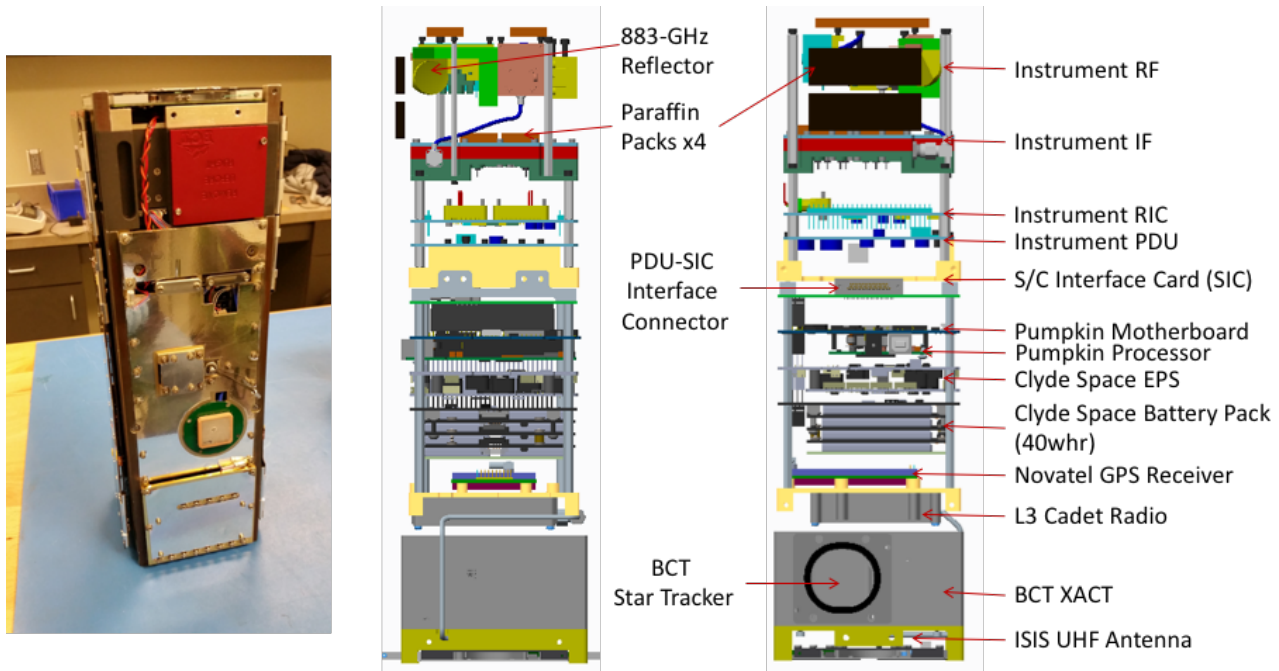 883-GHz
Reflector
Paraffin
Packs x4
PDU-SIC
Interface
Connector
BCT
Star Tracker
Instrument RF
Instrument IF
Instrument RIC
Instrument PDU
S/C Interface Card (SIC)
Pumpkin Motherboard
Pumpkin Processor
Clyde Space EPS
Clyde Space Battery Pack
(40whr)
Novatel GPS Receiver
L3 Cadet Radio
BCT XACT
ISIS UHF Antenna